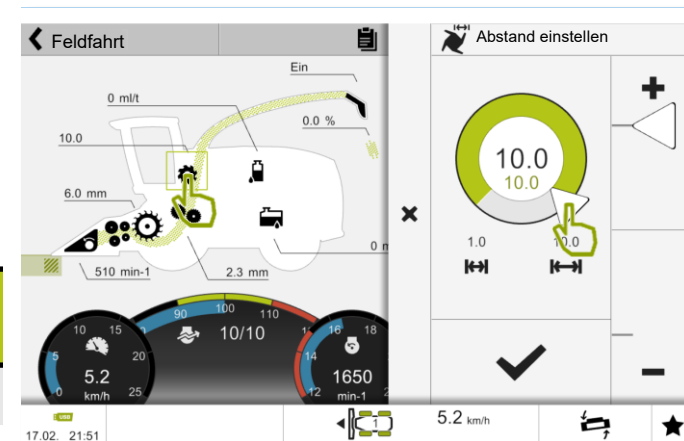 Feldfahrt
Abstand einstellen
Ein
0 ml/t
0.0 %
10.0
6.0 mm
510 min-1
2.3 mm
10.0
10.0
1.0
10.0
90 100 110
10/10
0 5 10 15 20 25
5.2
km/h
12 14 16 18
1650
min-1
USB
17.02. 21:51
1
5.2 km/h